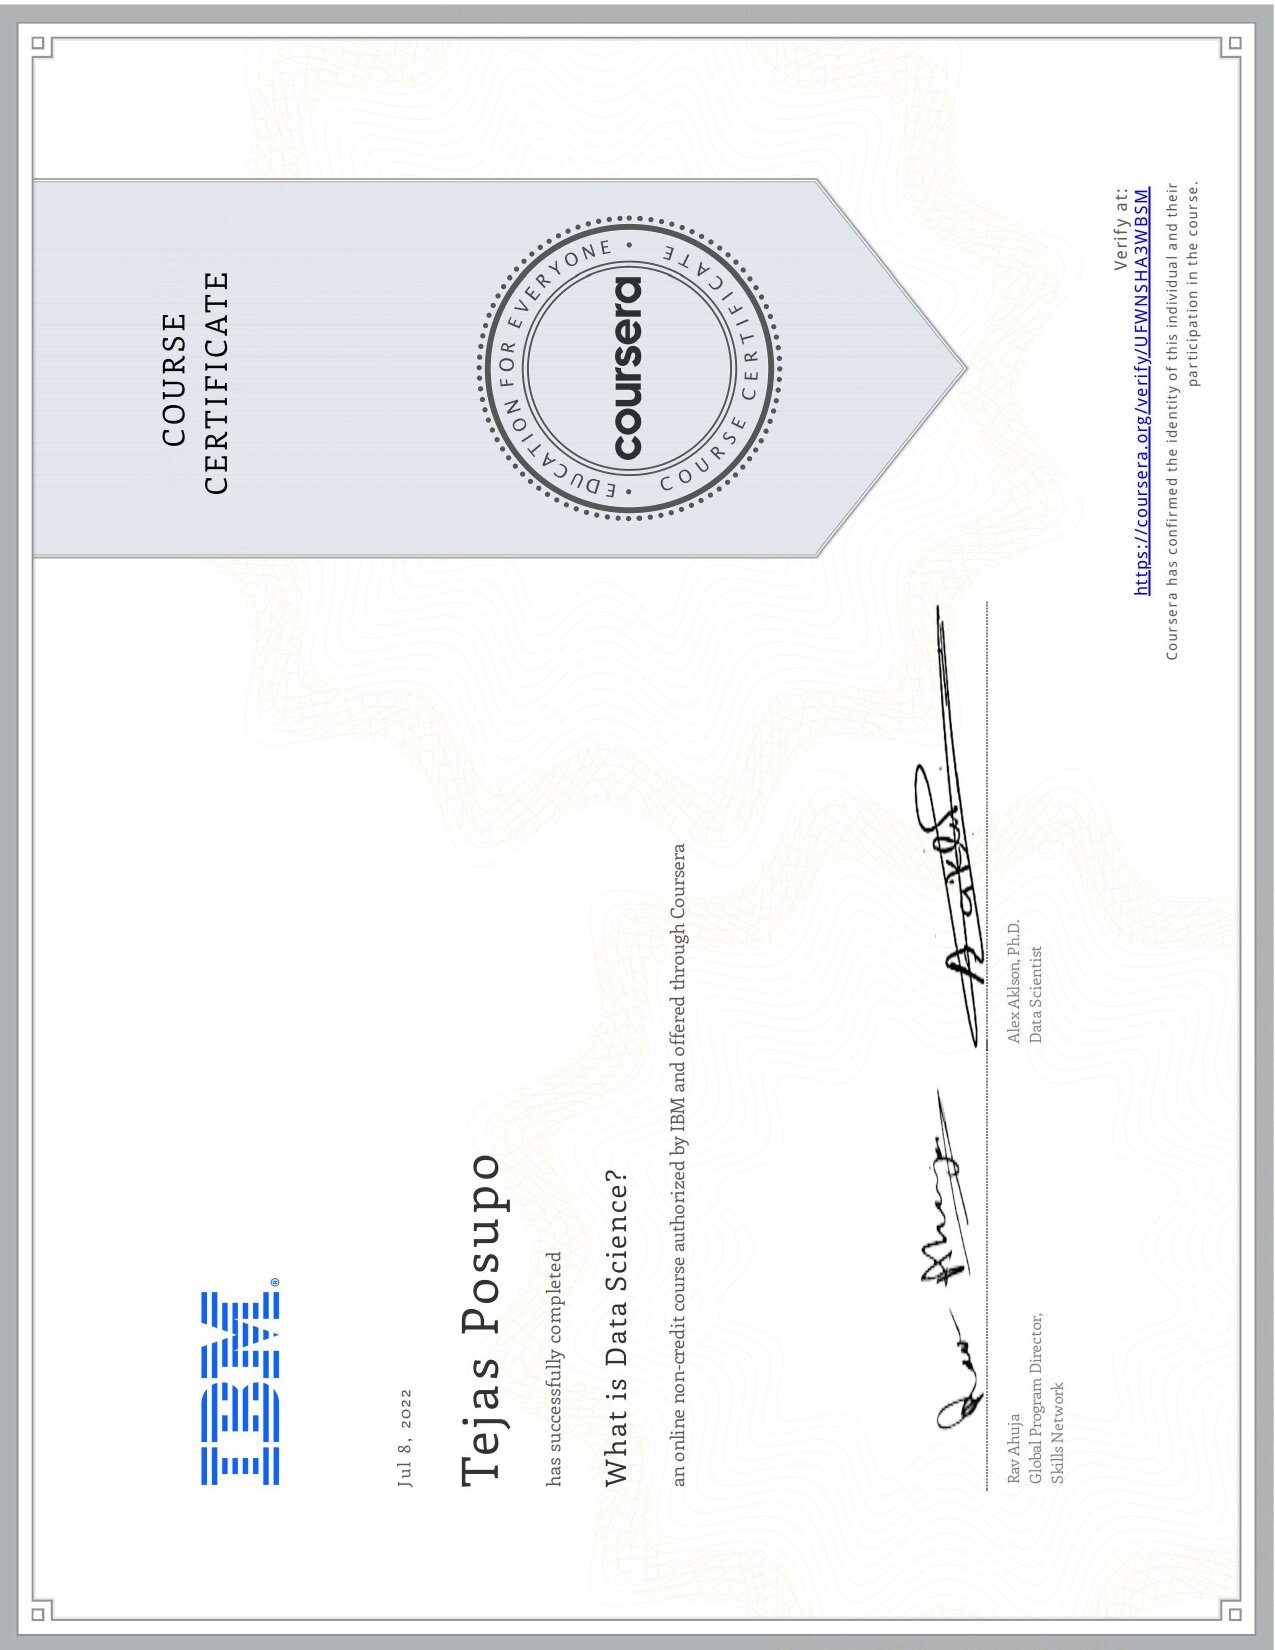 COURSE
CERTIFICATE
IBM®
Jul 8, 2022
Tejas Posupo
has successfully completed
What is Data Science?
an online non-credit course authorized by IBM and offered through Coursera
EDUCATION FOR EVERYONE
coursera
COURSE CERTIFICATE
Rav Ahuja
Global Program Director,
Skills Network
Alex Aklson, Ph.D.
Data Scientist
Verify at:
https://coursera.org/verify/UFWNSHA3WBSM
Coursera has confirmed the identity of this individual and their
participation in the course.